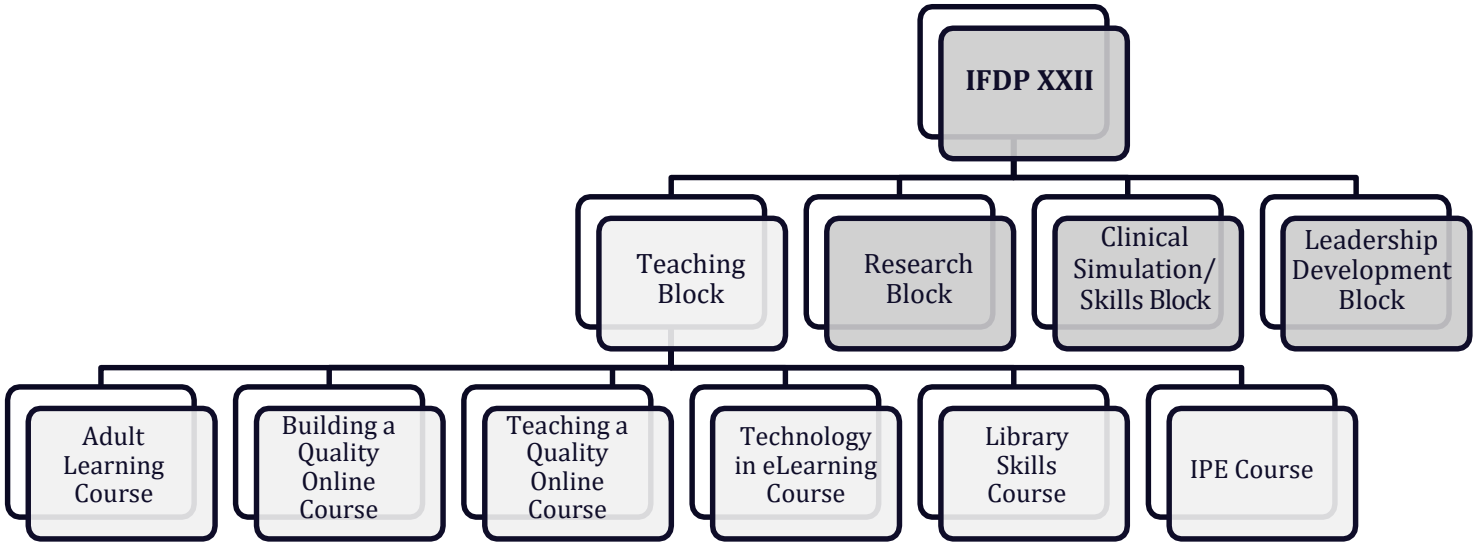 IFDP XXII
Teaching
Block
Research
Block
Clinical
Simulation/
Skills Block
Leadership
Development
Block
Adult
Learning
Course
Building a
Quality
Online
Course
Teaching a
Quality
Online
Course
Technology
in eLearning
Course
Library
Skills
Course
IPE Course